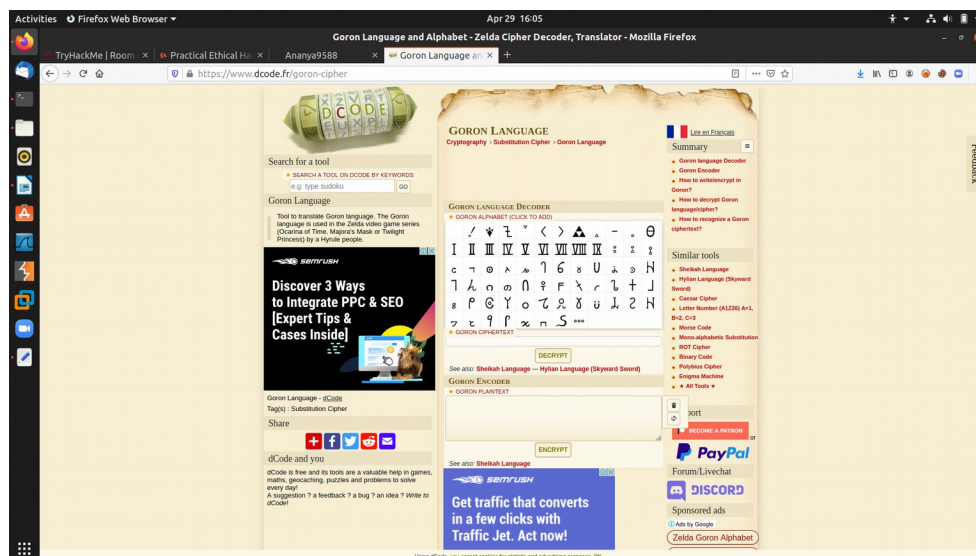 Activities
Firefox Web Browser
Apr 29 16:05
Goron Language and Alphabet - Zelda Cipher Decoder, Translator - Mozilla Firefox
TryHackMe | Room
Practical Ethical Ha
Ananya9588
Goron Language an
https://www.dcode.fr/goron-cipher
DCODE
Search for a tool
SEARCH A TOOL ON DCODE BY KEYWORDS:
e.g. type sudoku
GO
Goron Language
Tool to translate Goron language. The Goron
language is used in the Zelda video game series
(Ocarina of Time, Majora's Mask or Twilight
Princess) by a Hyrule people.
SEMRUSH
Discover 3 Ways
to Integrate PPC & SEO
[Expert Tips &
Cases Inside]
Goron Language - dCode
Tag(s) : Substitution Cipher
Share
dCode and you
dCode is free and its tools are a valuable help in games,
maths, geocaching, puzzles and problems to solve
every day!
A suggestion ? a feedback ? a bug ? an idea ? Write to
dCode!
GORON LANGUAGE
Cryptography › Substitution Cipher › Goron Language
GORON LANGUAGE DECODER
GORON ALPHABET (CLICK TO ADD)
I II III IV V VI VII VIII IX
GORON CIPHERTEXT
DECRYPT
See also: Sheikah Language — Hylian Language (Skyward Sword)
GORON ENCODER
GORON PLAINTEXT
ENCRYPT
See also: Sheikah Language
SEMRUSH
Get traffic that converts
in a few clicks with
Traffic Jet. Act now!
Lire en Français
Summary
Goron language Decoder
Goron Encoder
How to write/encrypt in
Goron?
How to decrypt Goron
language/cipher?
How to recognize a Goron
ciphertext?
Similar tools
Sheikah Language
Hylian Language (Skyward
Sword)
Caesar Cipher
Letter Number (A1Z26) A=1,
B=2, C=3
Morse Code
Mono-alphabetic Substitution
ROT Cipher
Binary Code
Polybius Cipher
Enigma Machine
★ All Tools ★
port
BECOME A PATRON
or
PayPal
Forum/Livechat
DISCORD
Sponsored ads
Ads by Google
Zelda Goron Alphabet
Feedback